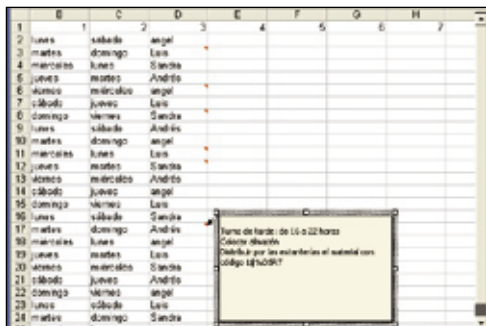 B C D E F G H
1 1 2 3 4 5 6 7
2 lunes sábado angel
3 martes domingo Luis
4 miércoles lunes Sandra
5 jueves martes Andrés
6 viernes miércoles angel
7 sábado jueves Luis
8 domingo viernes Sandra
9 lunes sábado Andrés
10 martes domingo angel
11 miércoles lunes Luis
12 jueves martes Sandra
13 viernes miércoles Andrés
14 sábado jueves angel
15 domingo viernes Luis
16 lunes sábado Sandra
17 martes domingo Andrés
18 miércoles lunes angel
19 jueves martes Luis
20 viernes miércoles Sandra
21 sábado jueves Andrés
22 domingo viernes angel
23 lunes sábado Luis
24 martes domingo Sandra
Turno de tarde: de 16 a 22 horas
Colocar almacén
Distribuir por las estanterías el material con
código